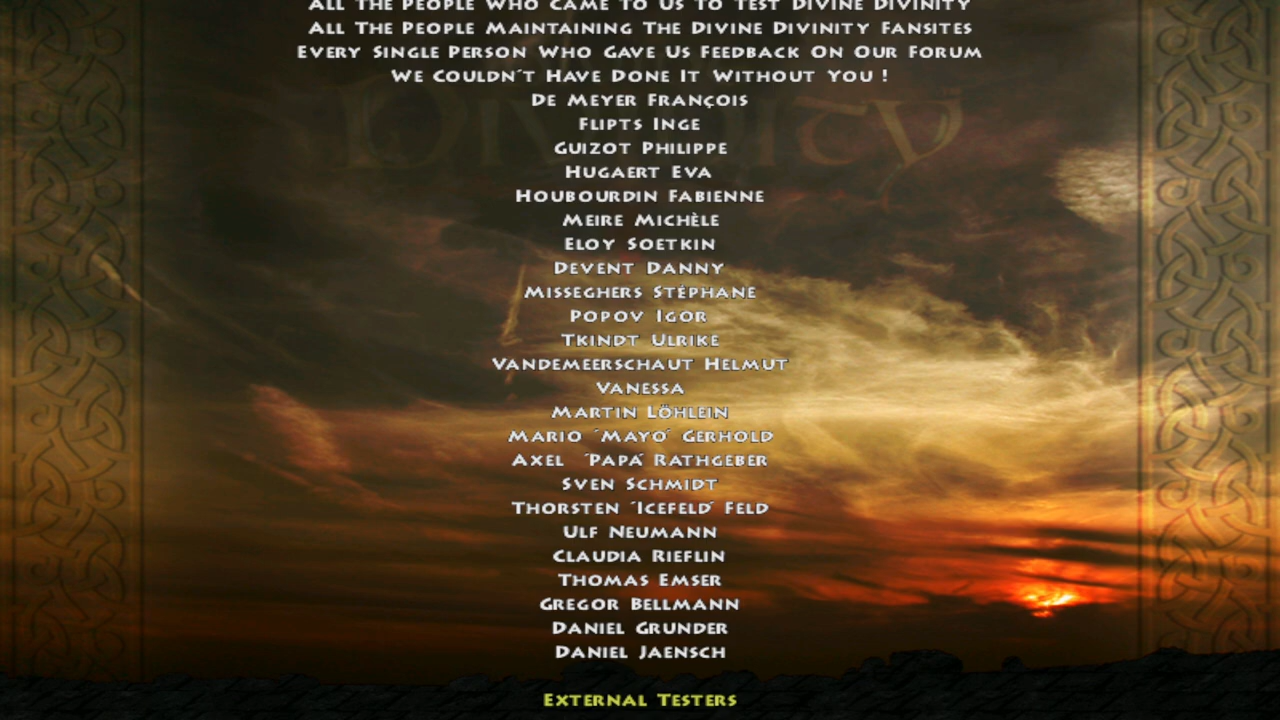 All The People Who Came To Us To Test Divine Divinity
All The People Maintaining The Divine Divinity Fansites
Every Single Person Who Gave Us Feedback On Our Forum
We Couldn´t Have Done It Without You !
De Meyer François
Flipts Inge
Guizot Philippe
Hugaert Eva
Houbourdin Fabienne
Meire Michèle
Eloy Soetkin
Devent Danny
Misseghers Stéphane
Popov Igor
Tkindt Ulrike
Vandemeerschaut Helmut
Vanessa
Martin Löhlein
Mario ´Mayo´ Gerhold
Axel ´Papa´ Rathgeber
Sven Schmidt
Thorsten ´Icefeld´ Feld
Ulf Neumann
Claudia Rieflin
Thomas Emser
Gregor Bellmann
Daniel Grunder
Daniel Jaensch
External Testers
Divinity